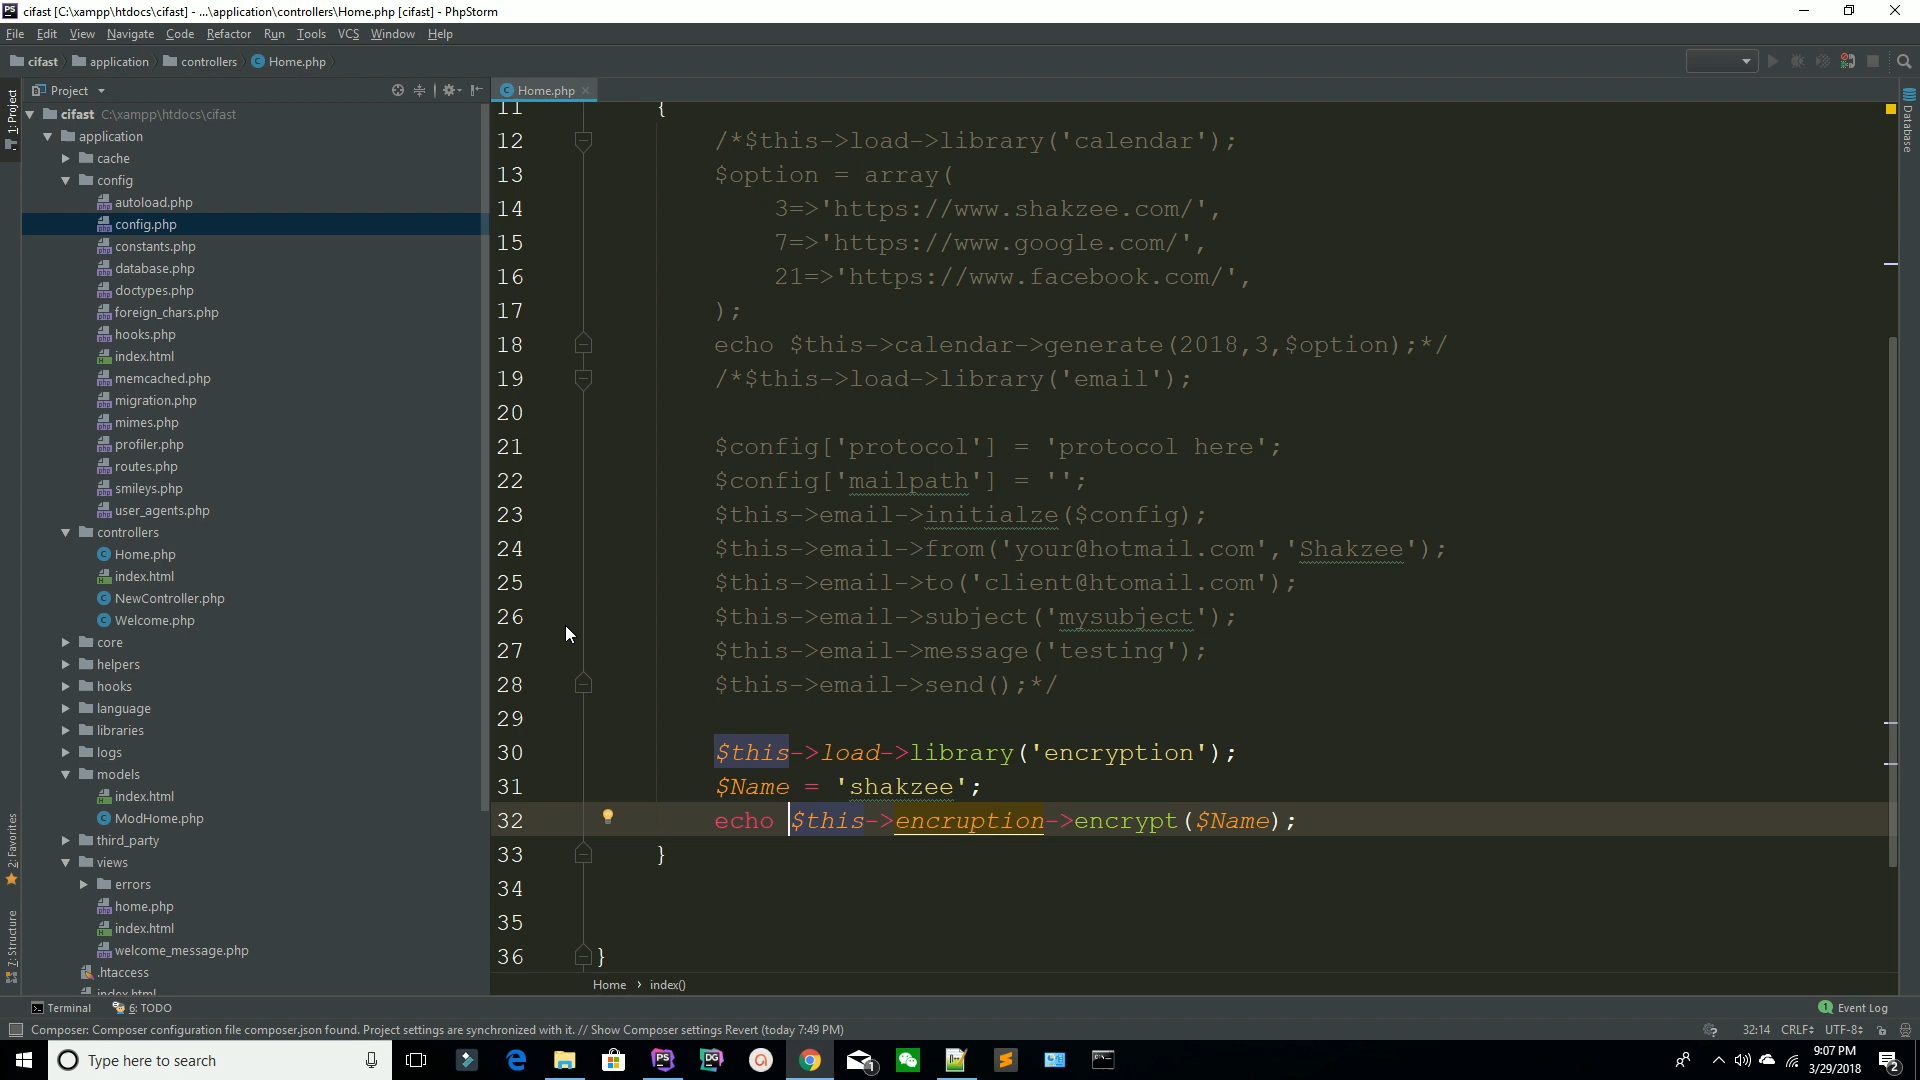 cifast [C:\xampp\htdocs\cifast] - ...\application\controllers\Home.php [cifast] - PhpStorm
File Edit View Navigate Code Refactor Run Tools VCS Window Help
cifast application controllers Home.php
Project
Home.php
1: Project
Database
2: Favorites
7: Structure
cifast C:\xampp\htdocs\cifast
application
cache
config
autoload.php
config.php
constants.php
database.php
doctypes.php
foreign_chars.php
hooks.php
index.html
memcached.php
migration.php
mimes.php
profiler.php
routes.php
smileys.php
user_agents.php
controllers
Home.php
index.html
NewController.php
Welcome.php
core
helpers
hooks
language
libraries
logs
models
index.html
ModHome.php
third_party
views
errors
home.php
index.html
welcome_message.php
.htaccess
index.html
11 {
12 /*$this->load->library('calendar');
13 $option = array(
14 3=>'https://www.shakzee.com/',
15 7=>'https://www.google.com/',
16 21=>'https://www.facebook.com/',
17 );
18 echo $this->calendar->generate(2018,3,$option);*/
19 /*$this->load->library('email');
20
21 $config['protocol'] = 'protocol here';
22 $config['mailpath'] = '';
23 $this->email->initialze($config);
24 $this->email->from('your@hotmail.com','Shakzee');
25 $this->email->to('client@htomail.com');
26 $this->email->subject('mysubject');
27 $this->email->message('testing');
28 $this->email->send();*/
29
30 $this->load->library('encryption');
31 $Name = 'shakzee';
32 echo $this->encruption->encrypt($Name);
33 }
34
35
36 }
Home › index()
Terminal 6: TODO 1 Event Log
Composer: Composer configuration file composer.json found. Project settings are synchronized with it. // Show Composer settings Revert (today 7:49 PM) 32:14 CRLF UTF-8
Type here to search
9:07 PM
3/29/2018